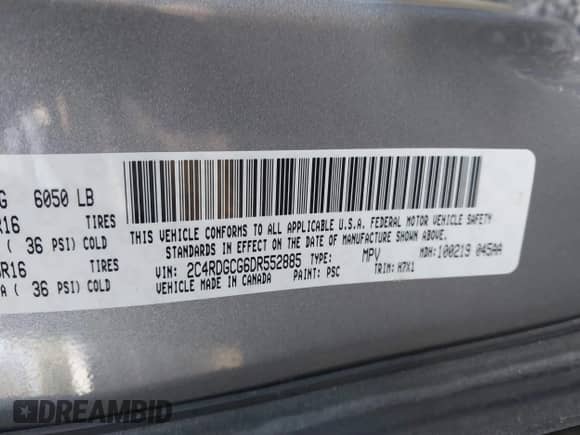 G 6050 LB
R16 TIRES
( 36 PSI) COLD
R16 TIRES
A ( 36 PSI) COLD
THIS VEHICLE CONFORMS TO ALL APPLICABLE U.S.A. FEDERAL MOTOR VEHICLE SAFETY
STANDARDS IN EFFECT ON THE DATE OF MANUFACTURE SHOWN ABOVE.
VIN: 2C4RDGCG6DR552885 TYPE: MPV MDH: 100219 045AA
VEHICLE MADE IN CANADA PAINT: PSC TRIM: H7X1
DREAMBID